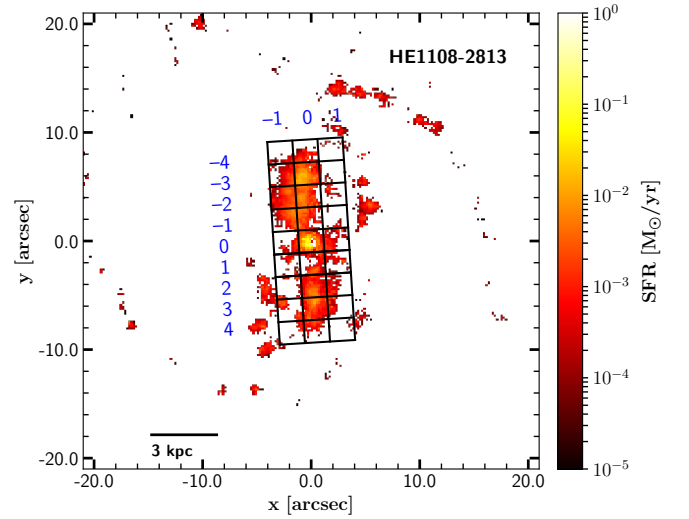 HE1108-2813
20.0
10.0
0.0
−10.0
−20.0
−1 0 1
−4
−3
−2
−1
0
1
2
3
4
3 kpc
−20.0 −10.0 0.0 10.0 20.0
x [arcsec]
y [arcsec]
10⁰
10⁻¹
10⁻²
10⁻³
10⁻⁴
10⁻⁵
SFR [M☉/yr]